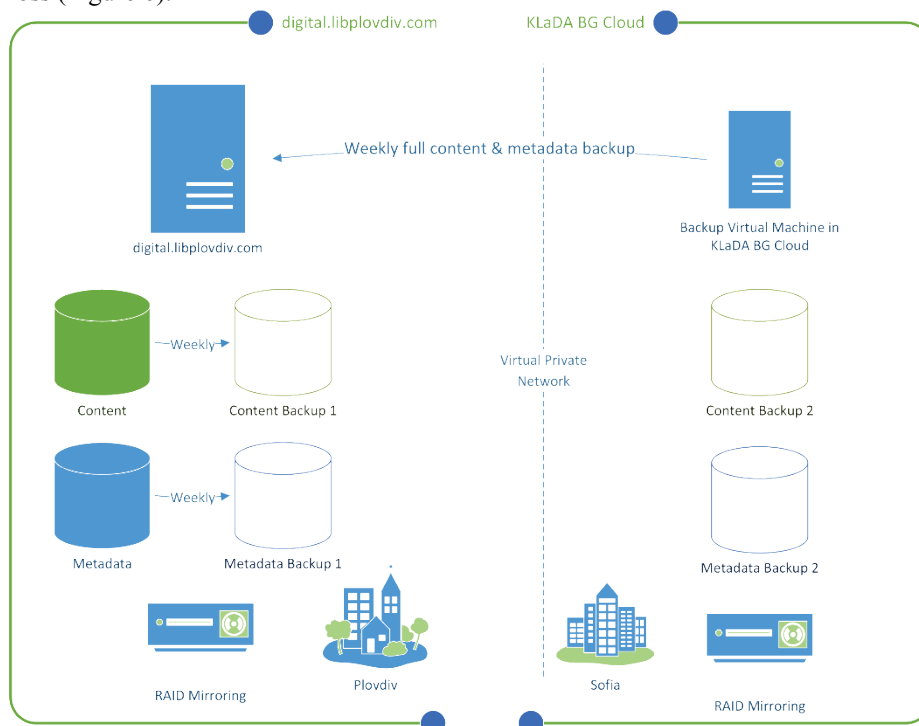 digital.libplovdiv.com
KLaDA BG Cloud
Weekly full content & metadata backup
digital.libplovdiv.com
Backup Virtual Machine in
KLaDA BG Cloud
Weekly
Virtual Private
Network
Content
Content Backup 1
Content Backup 2
Weekly
Metadata
Metadata Backup 1
Metadata Backup 2
Plovdiv
Sofia
RAID Mirroring
RAID Mirroring